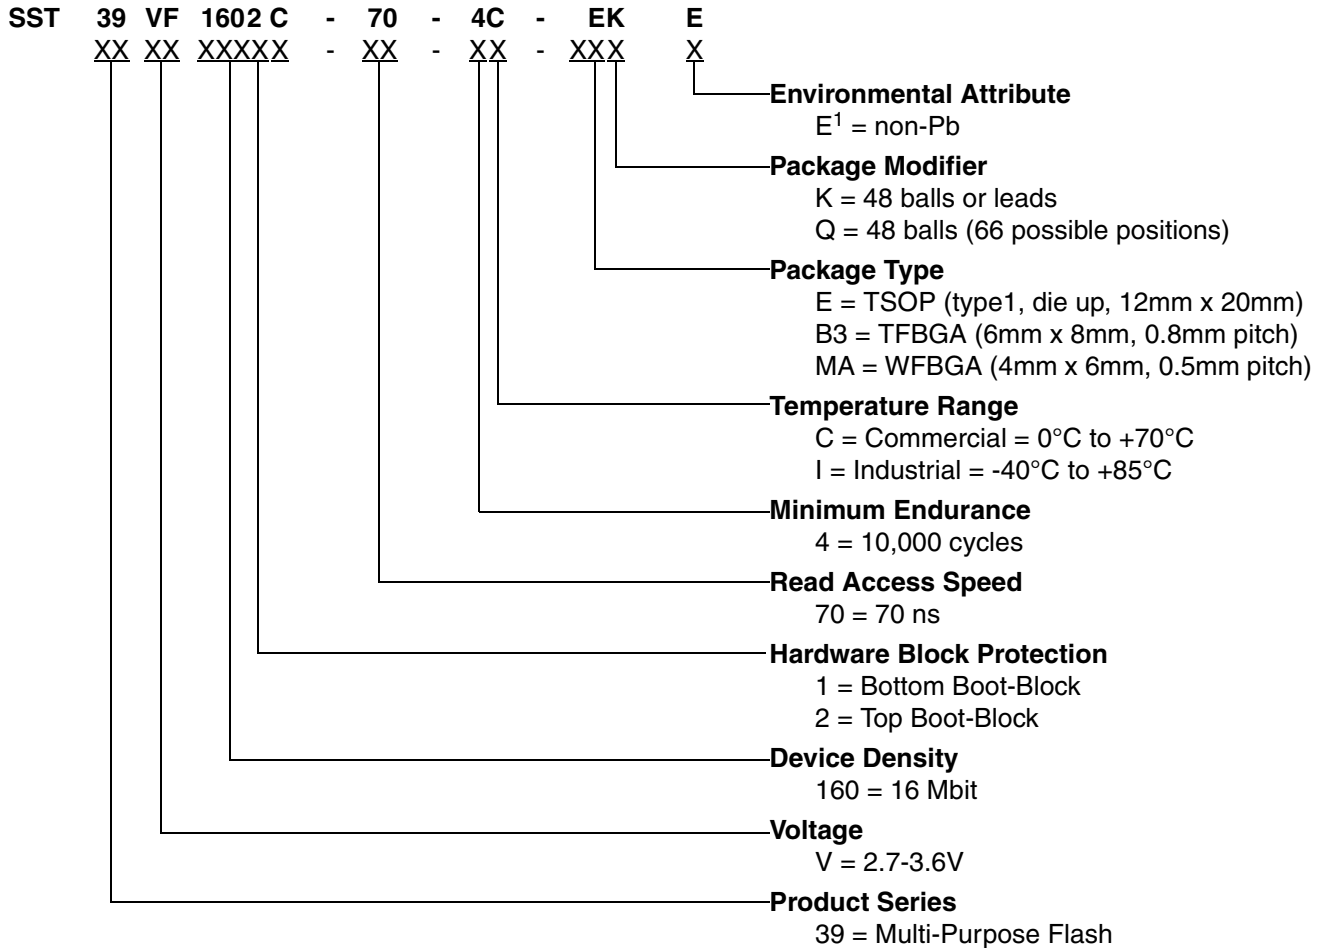 SST 39 VF 1602 C - 70 - 4C - EK E
XX XX XXXXX - XX - XX - XXX X
Environmental Attribute
E1 = non-Pb
Package Modifier
K = 48 balls or leads
Q = 48 balls (66 possible positions)
Package Type
E = TSOP (type1, die up, 12mm x 20mm)
B3 = TFBGA (6mm x 8mm, 0.8mm pitch)
MA = WFBGA (4mm x 6mm, 0.5mm pitch)
Temperature Range
C = Commercial = 0°C to +70°C
I = Industrial = -40°C to +85°C
Minimum Endurance
4 = 10,000 cycles
Read Access Speed
70 = 70 ns
Hardware Block Protection
1 = Bottom Boot-Block
2 = Top Boot-Block
Device Density
160 = 16 Mbit
Voltage
V = 2.7-3.6V
Product Series
39 = Multi-Purpose Flash